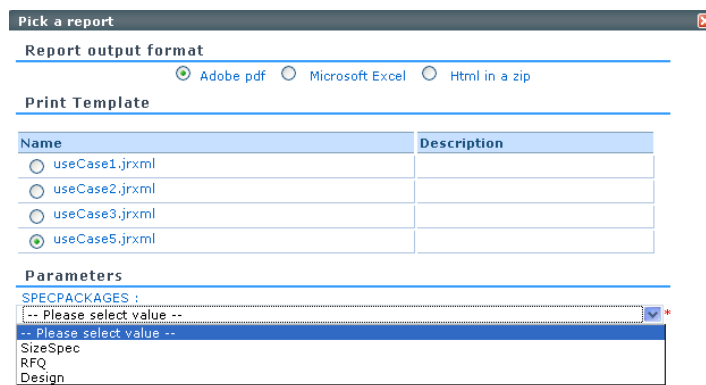 Pick a report
Report output format
Adobe pdf Microsoft Excel Html in a zip
Print Template
Name Description
useCase1.jrxml
useCase2.jrxml
useCase3.jrxml
useCase5.jrxml
Parameters
SPECPACKAGES :
-- Please select value -- *
-- Please select value --
SizeSpec
RFQ
Design